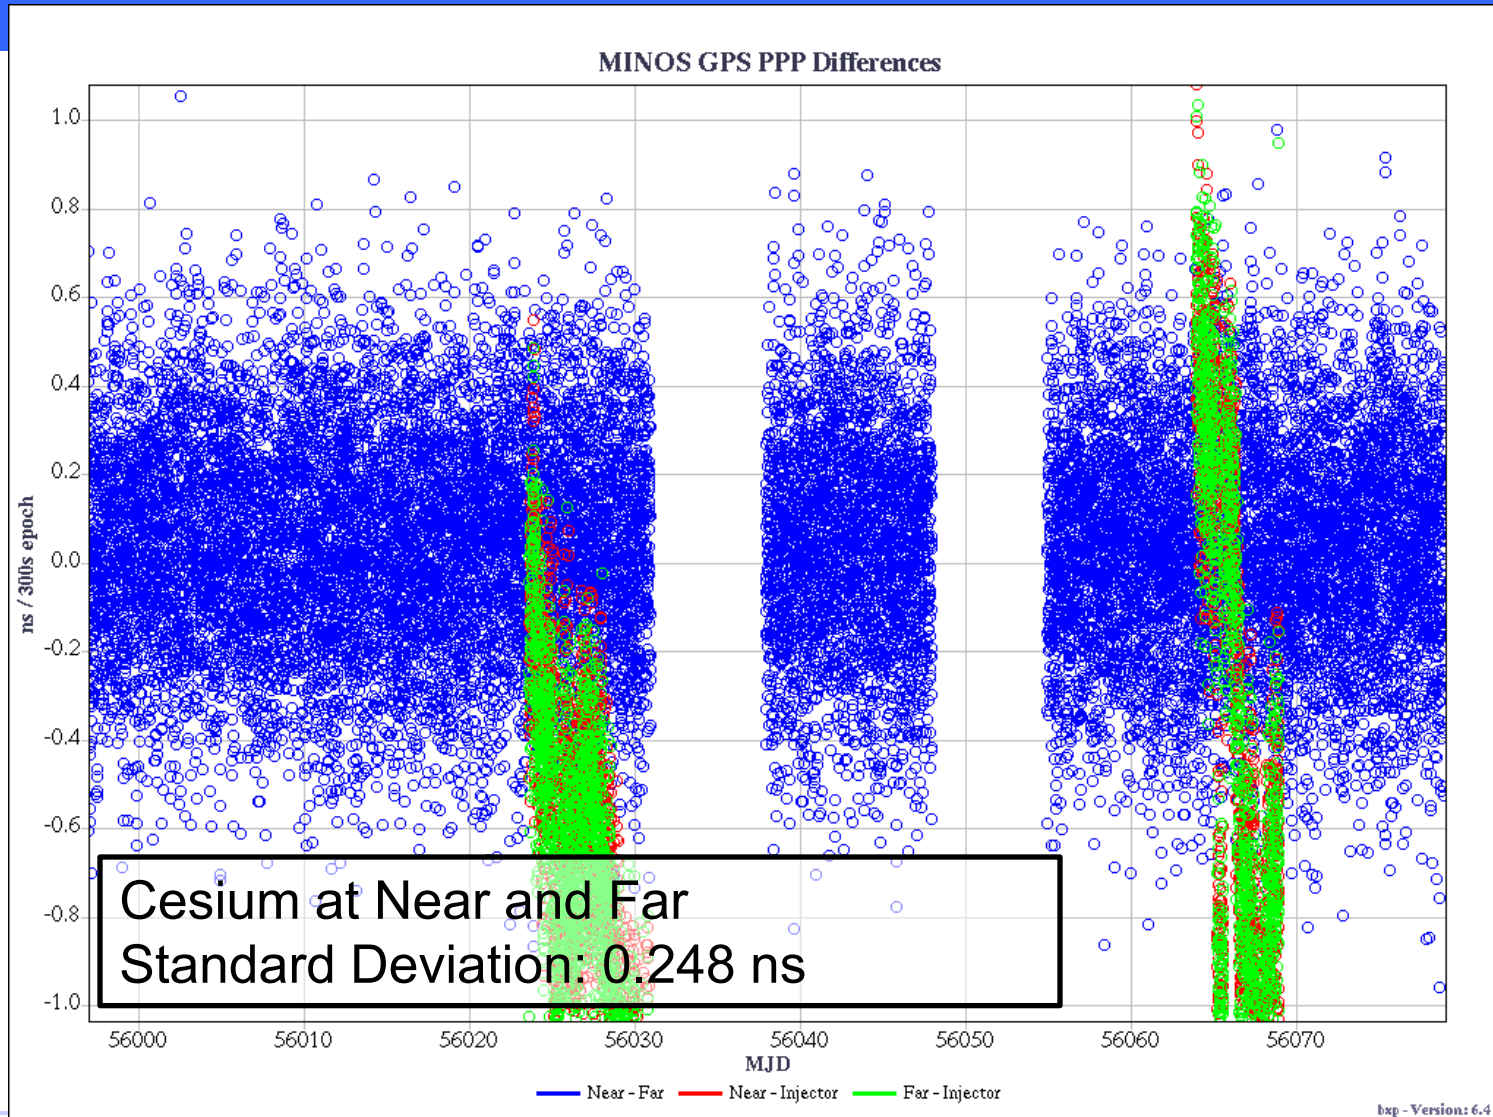 MINOS GPS PPP Differences
1.0
0.8
0.6
0.4
0.2
0.0
-0.2
-0.4
-0.6
-0.8
-1.0
ns / 300s epoch
Cesium at Near and Far
Standard Deviation: 0.248 ns
56000 56010 56020 56030 56040 56050 56060 56070
MJD
Near - Far Near - Injector Far - Injector
bxp - Version: 6.4